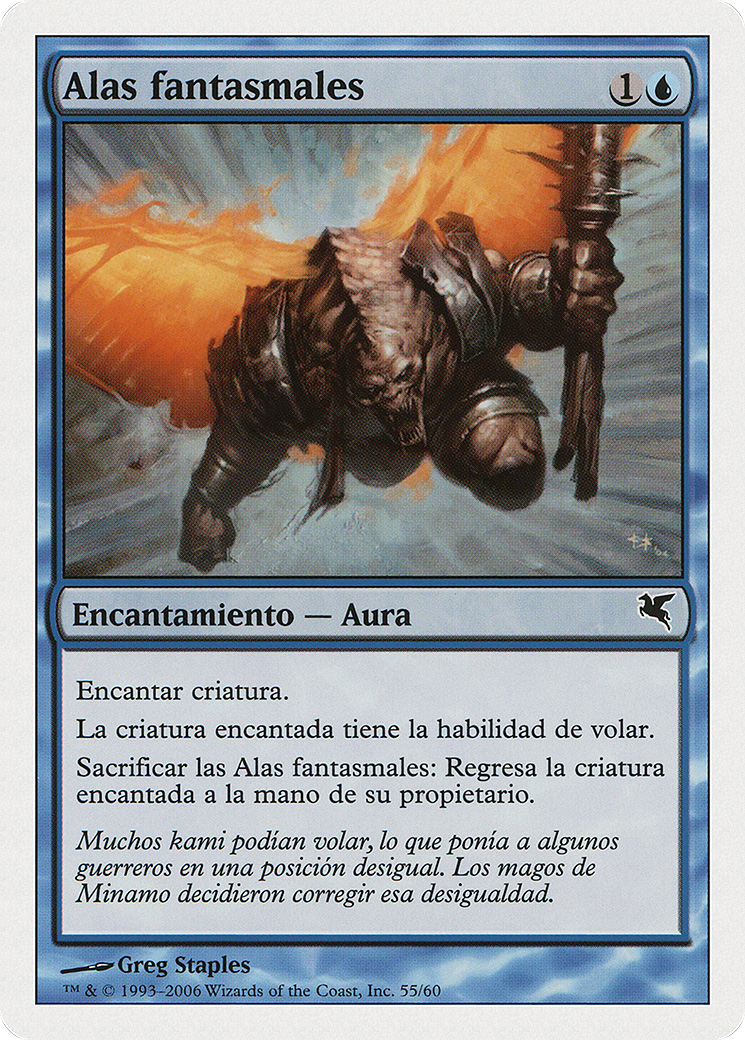 Alas fantasmales 1
Encantamiento — Aura
Encantar criatura.
La criatura encantada tiene la habilidad de volar.
Sacrificar las Alas fantasmales: Regresa la criatura
encantada a la mano de su propietario.
Muchos kami podían volar, lo que ponía a algunos
guerreros en una posición desigual. Los magos de
Minamo decidieron corregir esa desigualdad.
Greg Staples
™ & © 1993–2006 Wizards of the Coast, Inc. 55/60